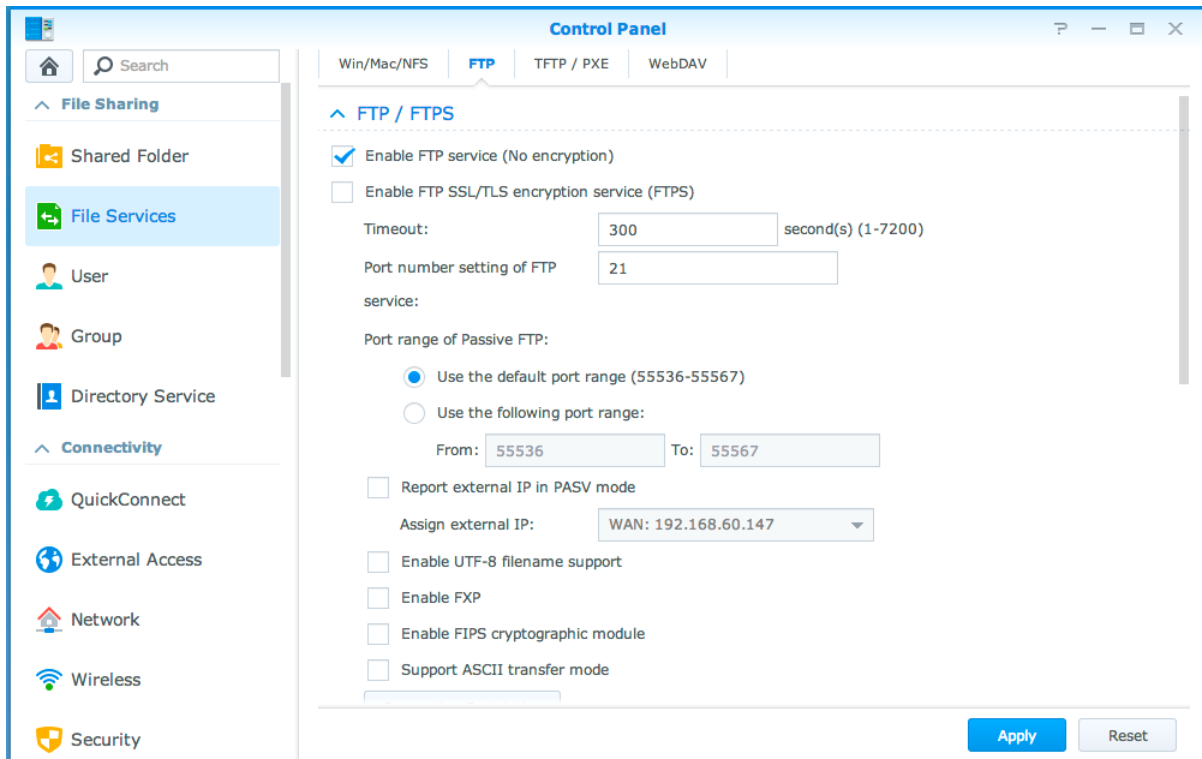 Control Panel
Search
File Sharing
Shared Folder
File Services
User
Group
Directory Service
Connectivity
QuickConnect
External Access
Network
Wireless
Security
Win/Mac/NFS FTP TFTP / PXE WebDAV
FTP / FTPS
Enable FTP service (No encryption)
Enable FTP SSL/TLS encryption service (FTPS)
Timeout: 300 second(s) (1-7200)
Port number setting of FTP 21
service:
Port range of Passive FTP:
Use the default port range (55536-55567)
Use the following port range:
From: 55536 To: 55567
Report external IP in PASV mode
Assign external IP: WAN: 192.168.60.147
Enable UTF-8 filename support
Enable FXP
Enable FIPS cryptographic module
Support ASCII transfer mode
Apply Reset